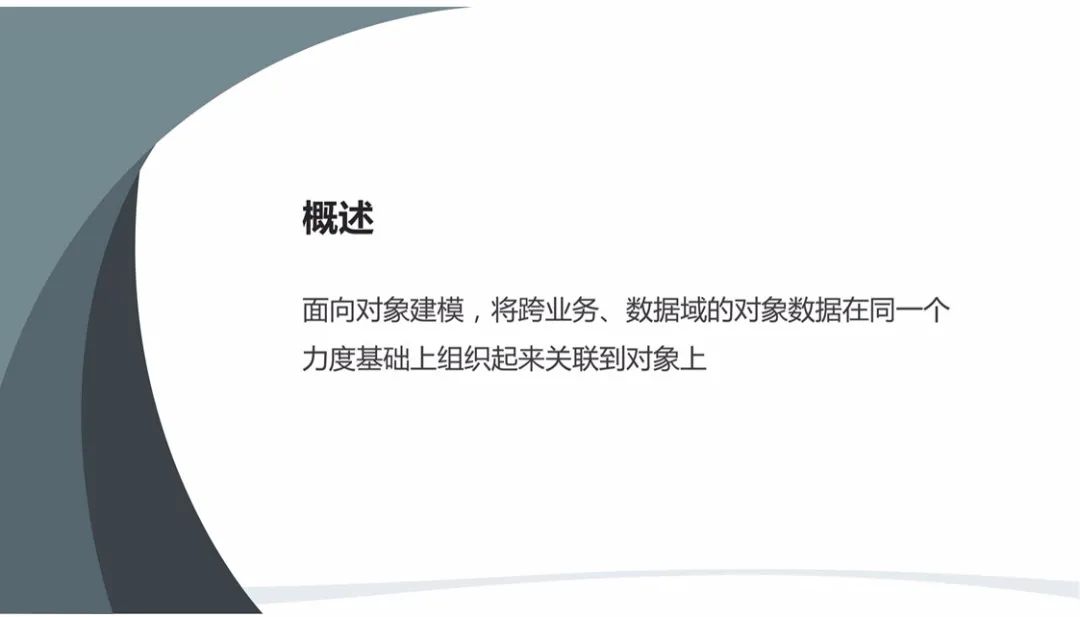 概述
面向对象建模，将跨业务、数据域的对象数据在同一个
力度基础上组织起来关联到对象上